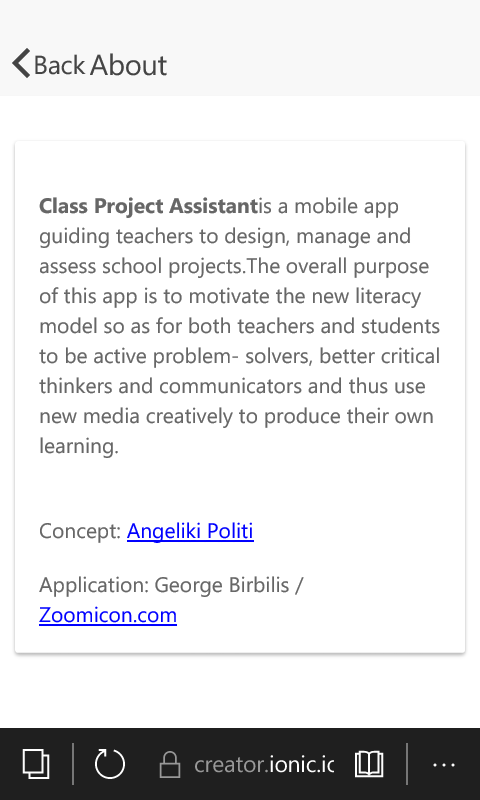 Back About
Class Project Assistantis a mobile app
guiding teachers to design, manage and
assess school projects.The overall purpose
of this app is to motivate the new literacy
model so as for both teachers and students
to be active problem- solvers, better critical
thinkers and communicators and thus use
new media creatively to produce their own
learning.
Concept: Angeliki Politi
Application: George Birbilis /
Zoomicon.com
creator.ionic.ic